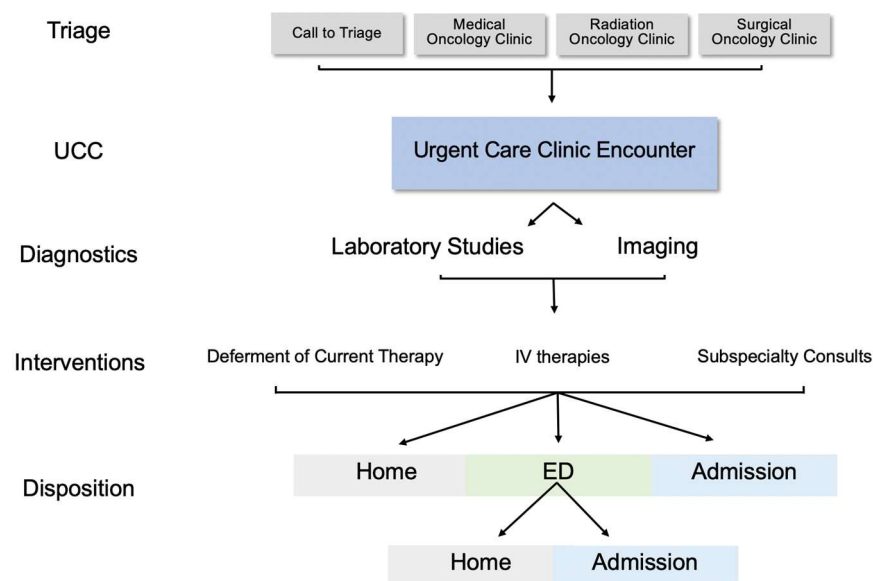 Triage
Call to Triage
Medical
Oncology Clinic
Radiation
Oncology Clinic
Surgical
Oncology Clinic
UCC
Urgent Care Clinic Encounter
Diagnostics
Laboratory Studies
Imaging
Interventions
Deferment of Current Therapy
IV therapies
Subspecialty Consults
Disposition
Home
ED
Admission
Home
Admission